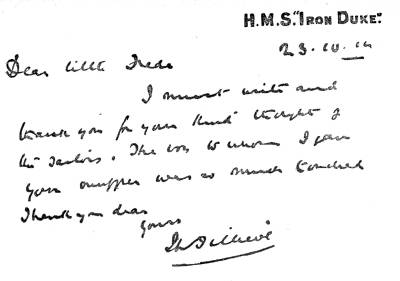 H.M.S. "IRON DUKE".
23.10.14
Dear little Freda
I must write and
thank you for your kind thought of
the sailors. The boy to whom I gave
your muffler was so much touched
Thank you dear
Yours